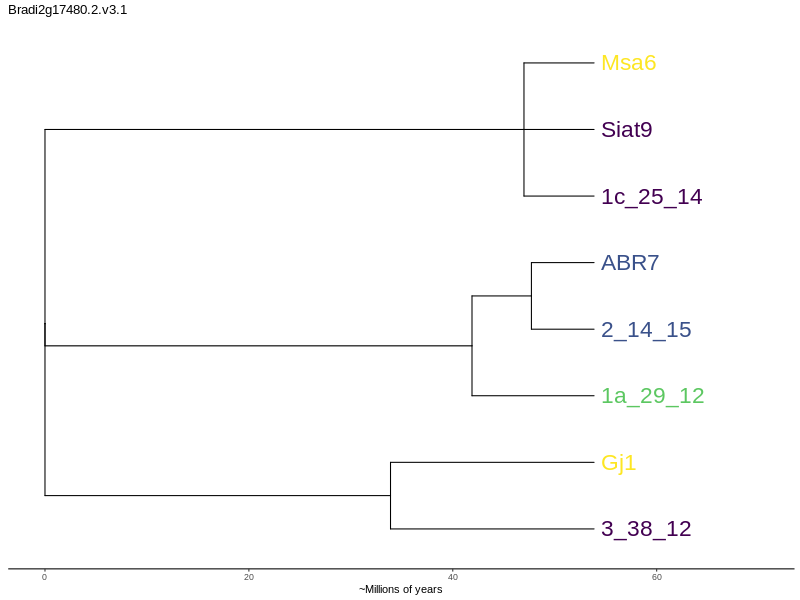 Bradi2g17480.2.v3.1
Msa6
Siat9
1c_25_14
ABR7
2_14_15
1a_29_12
Gj1
3_38_12
0 20 40 60
~Millions of years